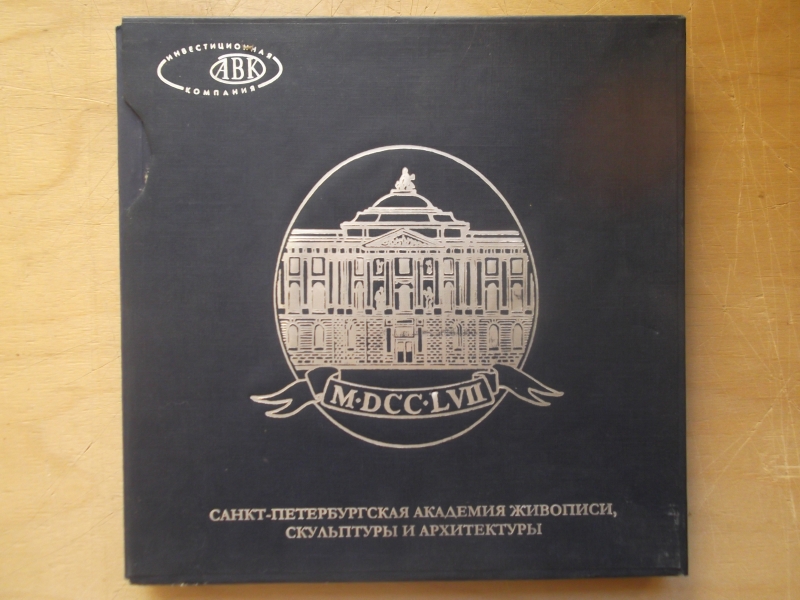 ИНВЕСТИЦИОННАЯ
АВК
КОМПАНИЯ
M·DCC·LVII
САНКТ-ПЕТЕРБУРГСКАЯ АКАДЕМИЯ ЖИВОПИСИ,
СКУЛЬПТУРЫ И АРХИТЕКТУРЫ